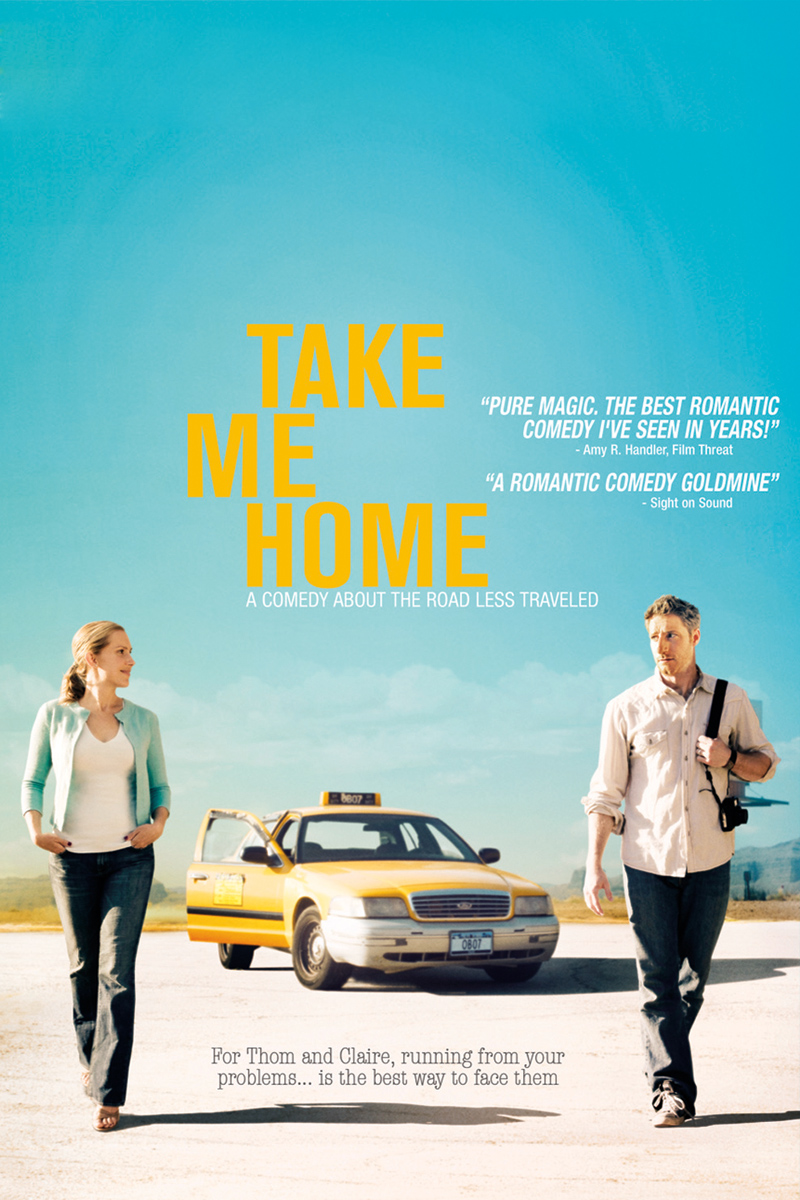 TAKE
ME
HOME
A COMEDY ABOUT THE ROAD LESS TRAVELED
“PURE MAGIC. THE BEST ROMANTIC
COMEDY I'VE SEEN IN YEARS!”
- Amy R. Handler, Film Threat
“A ROMANTIC COMEDY GOLDMINE”
- Sight on Sound
0807
0807
For Thom and Claire, running from your
problems... is the best way to face them